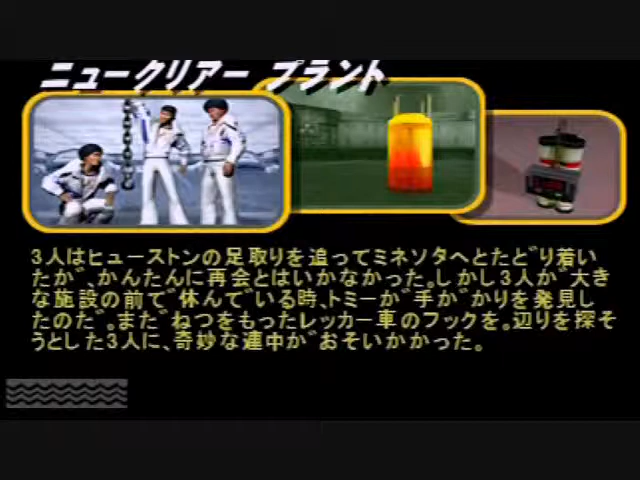 ニュークリアー プラント
3人はヒューストンの足取りを追ってミネソタへとたどり着い
たが、かんたんに再会とはいかなかった。しかし3人が大き
な施設の前で休んでいる時、トミーが手がかりを発見し
たのだ。まだねつをもったレッカー車のフックを。辺りを探そ
うとした3人に、奇妙な連中がおそいかかった。